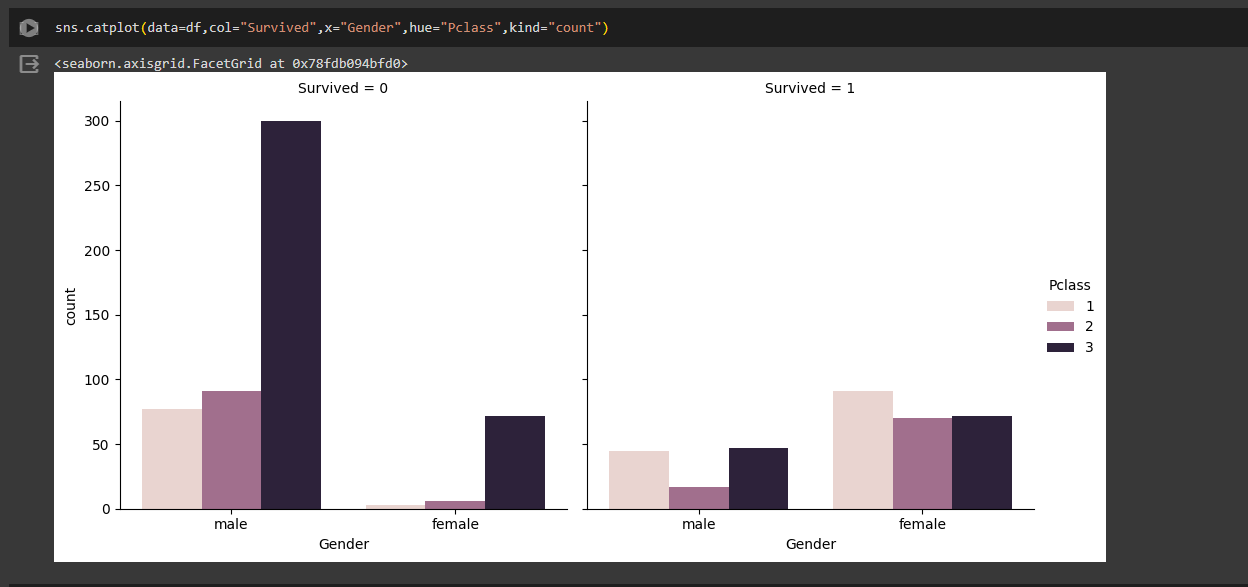 sns.catplot(data=df,col="Survived",x="Gender",hue="Pclass",kind="count")
<seaborn.axisgrid.FacetGrid at 0x78fdb094bfd0>
Survived = 0
Survived = 1
300
250
200
150
100
50
0
count
male
female
Gender
male
female
Gender
Pclass
1
2
3